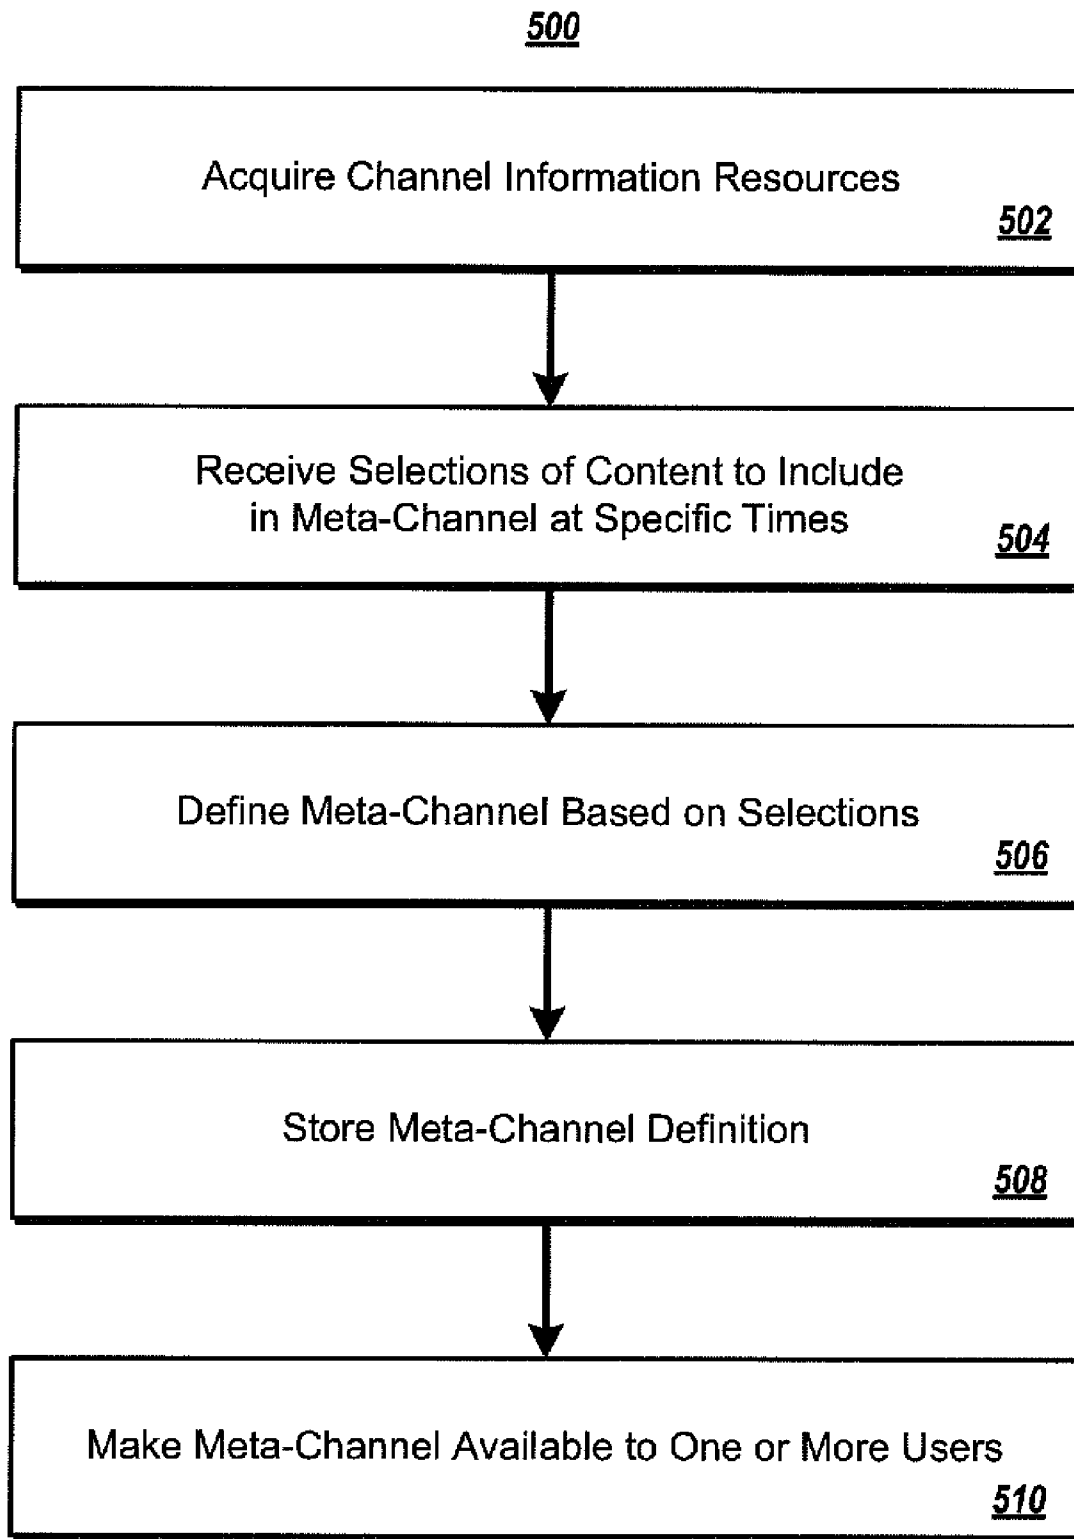 500
Acquire Channel Information Resources
502
Receive Selections of Content to Include
in Meta-Channel at Specific Times
504
Define Meta-Channel Based on Selections
506
Store Meta-Channel Definition
508
Make Meta-Channel Available to One or More Users
510